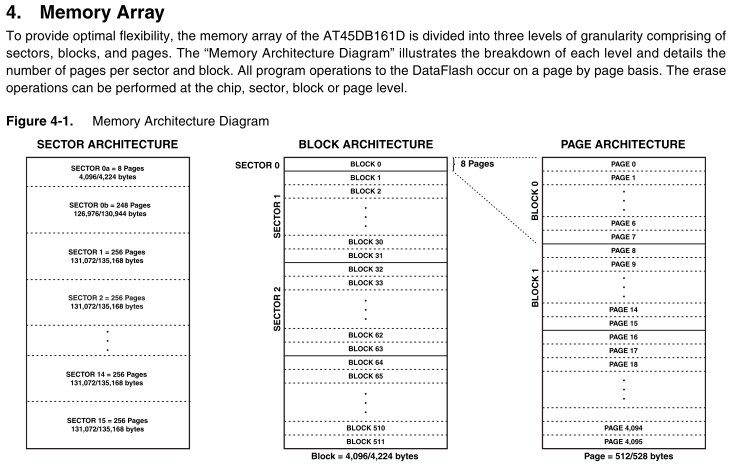 4. Memory Array
To provide optimal flexibility, the memory array of the AT45DB161D is divided into three levels of granularity comprising of
sectors, blocks, and pages. The “Memory Architecture Diagram” illustrates the breakdown of each level and details the
number of pages per sector and block. All program operations to the DataFlash occur on a page by page basis. The erase
operations can be performed at the chip, sector, block or page level.
Figure 4-1. Memory Architecture Diagram
SECTOR ARCHITECTURE
SECTOR 0a = 8 Pages
4,096/4,224 bytes
SECTOR 0b = 248 Pages
126,976/130,944 bytes
SECTOR 1 = 256 Pages
131,072/135,168 bytes
SECTOR 2 = 256 Pages
131,072/135,168 bytes
SECTOR 14 = 256 Pages
131,072/135,168 bytes
SECTOR 15 = 256 Pages
131,072/135,168 bytes
BLOCK ARCHITECTURE
SECTOR 0
SECTOR 1
SECTOR 2
BLOCK 0
BLOCK 1
BLOCK 2
BLOCK 30
BLOCK 31
BLOCK 32
BLOCK 33
BLOCK 62
BLOCK 63
BLOCK 64
BLOCK 65
BLOCK 510
BLOCK 511
Block = 4,096/4,224 bytes
8 Pages
PAGE ARCHITECTURE
BLOCK 0
BLOCK 1
PAGE 0
PAGE 1
PAGE 6
PAGE 7
PAGE 8
PAGE 9
PAGE 14
PAGE 15
PAGE 16
PAGE 17
PAGE 18
PAGE 4,094
PAGE 4,095
Page = 512/528 bytes